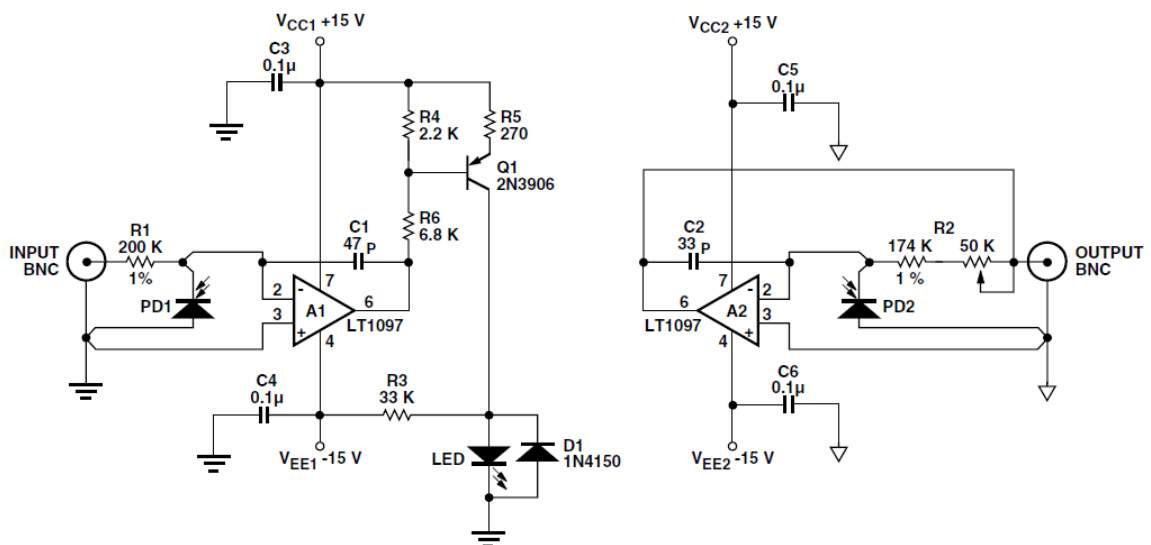 VCC1 +15 V
C3
0.1µ
R4
2.2 K
R5
270
Q1
2N3906
R6
6.8 K
C1
47 P
R1
200 K
1%
INPUT
BNC
PD1
2
3
7
-
A1
+
6
4
LT1097
C4
0.1µ
R3
33 K
VEE1 -15 V
LED
D1
1N4150
VCC2 +15 V
C5
0.1µ
C2
33 P
R2
174 K
50 K
1 %
OUTPUT
BNC
6
7
-
A2
+
2
3
4
LT1097
PD2
C6
0.1µ
VEE2 -15 V